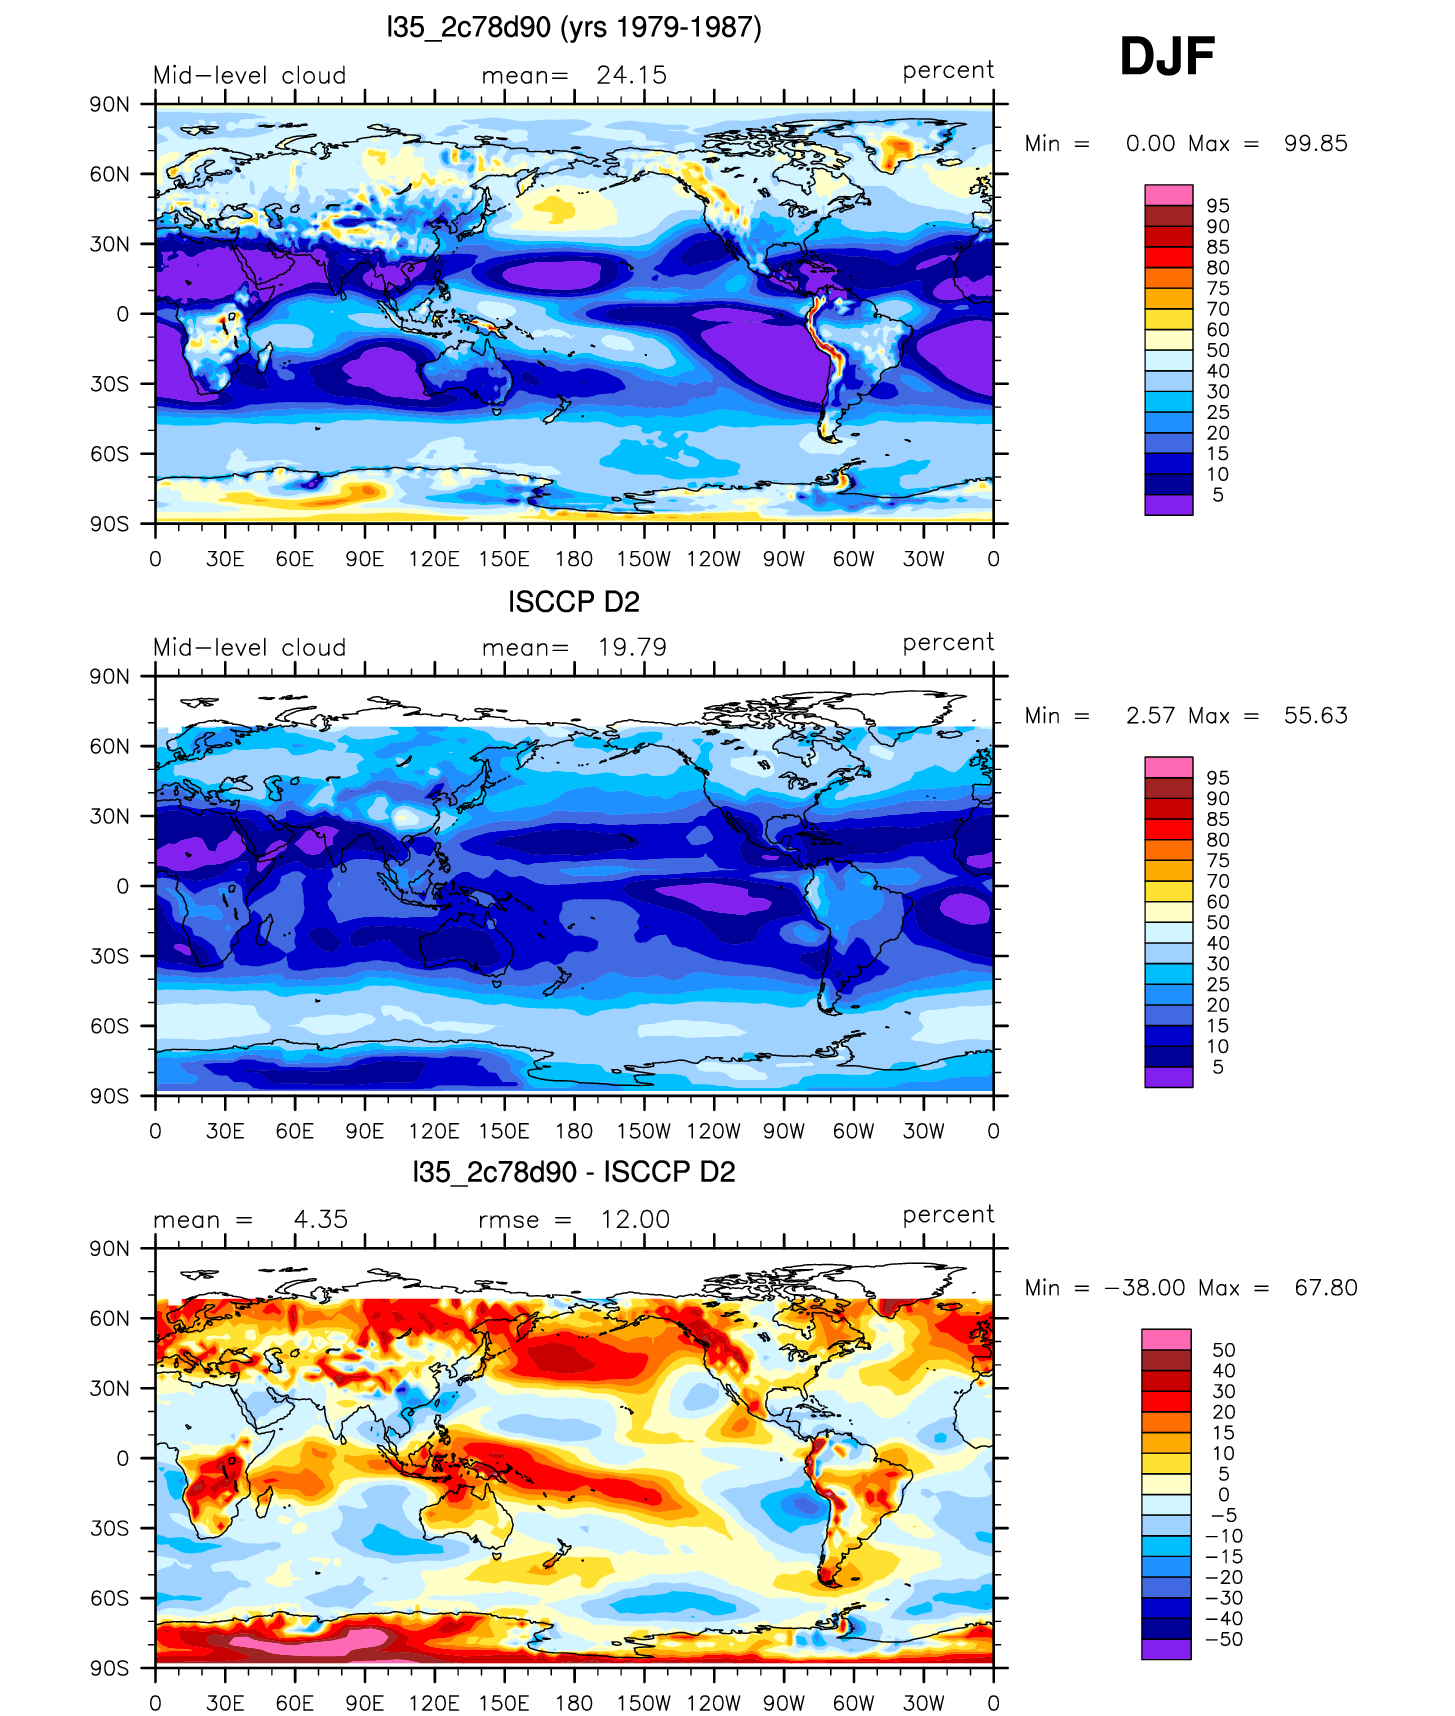 l35_2c78d90 (yrs 1979-1987)
DJF
Mid-level cloud mean= 24.15 percent
Min = 0.00 Max = 99.85
90N
60N
30N
0
30S
60S
90S
0 30E 60E 90E 120E 150E 180 150W 120W 90W 60W 30W 0
95
90
85
80
75
70
60
50
40
30
25
20
15
10
5
ISCCP D2
Mid-level cloud mean= 19.79 percent
Min = 2.57 Max = 55.63
90N
60N
30N
0
30S
60S
90S
0 30E 60E 90E 120E 150E 180 150W 120W 90W 60W 30W 0
95
90
85
80
75
70
60
50
40
30
25
20
15
10
5
l35_2c78d90 - ISCCP D2
mean = 4.35 rmse = 12.00 percent
Min = -38.00 Max = 67.80
90N
60N
30N
0
30S
60S
90S
0 30E 60E 90E 120E 150E 180 150W 120W 90W 60W 30W 0
50
40
30
20
15
10
5
0
-5
-10
-15
-20
-30
-40
-50